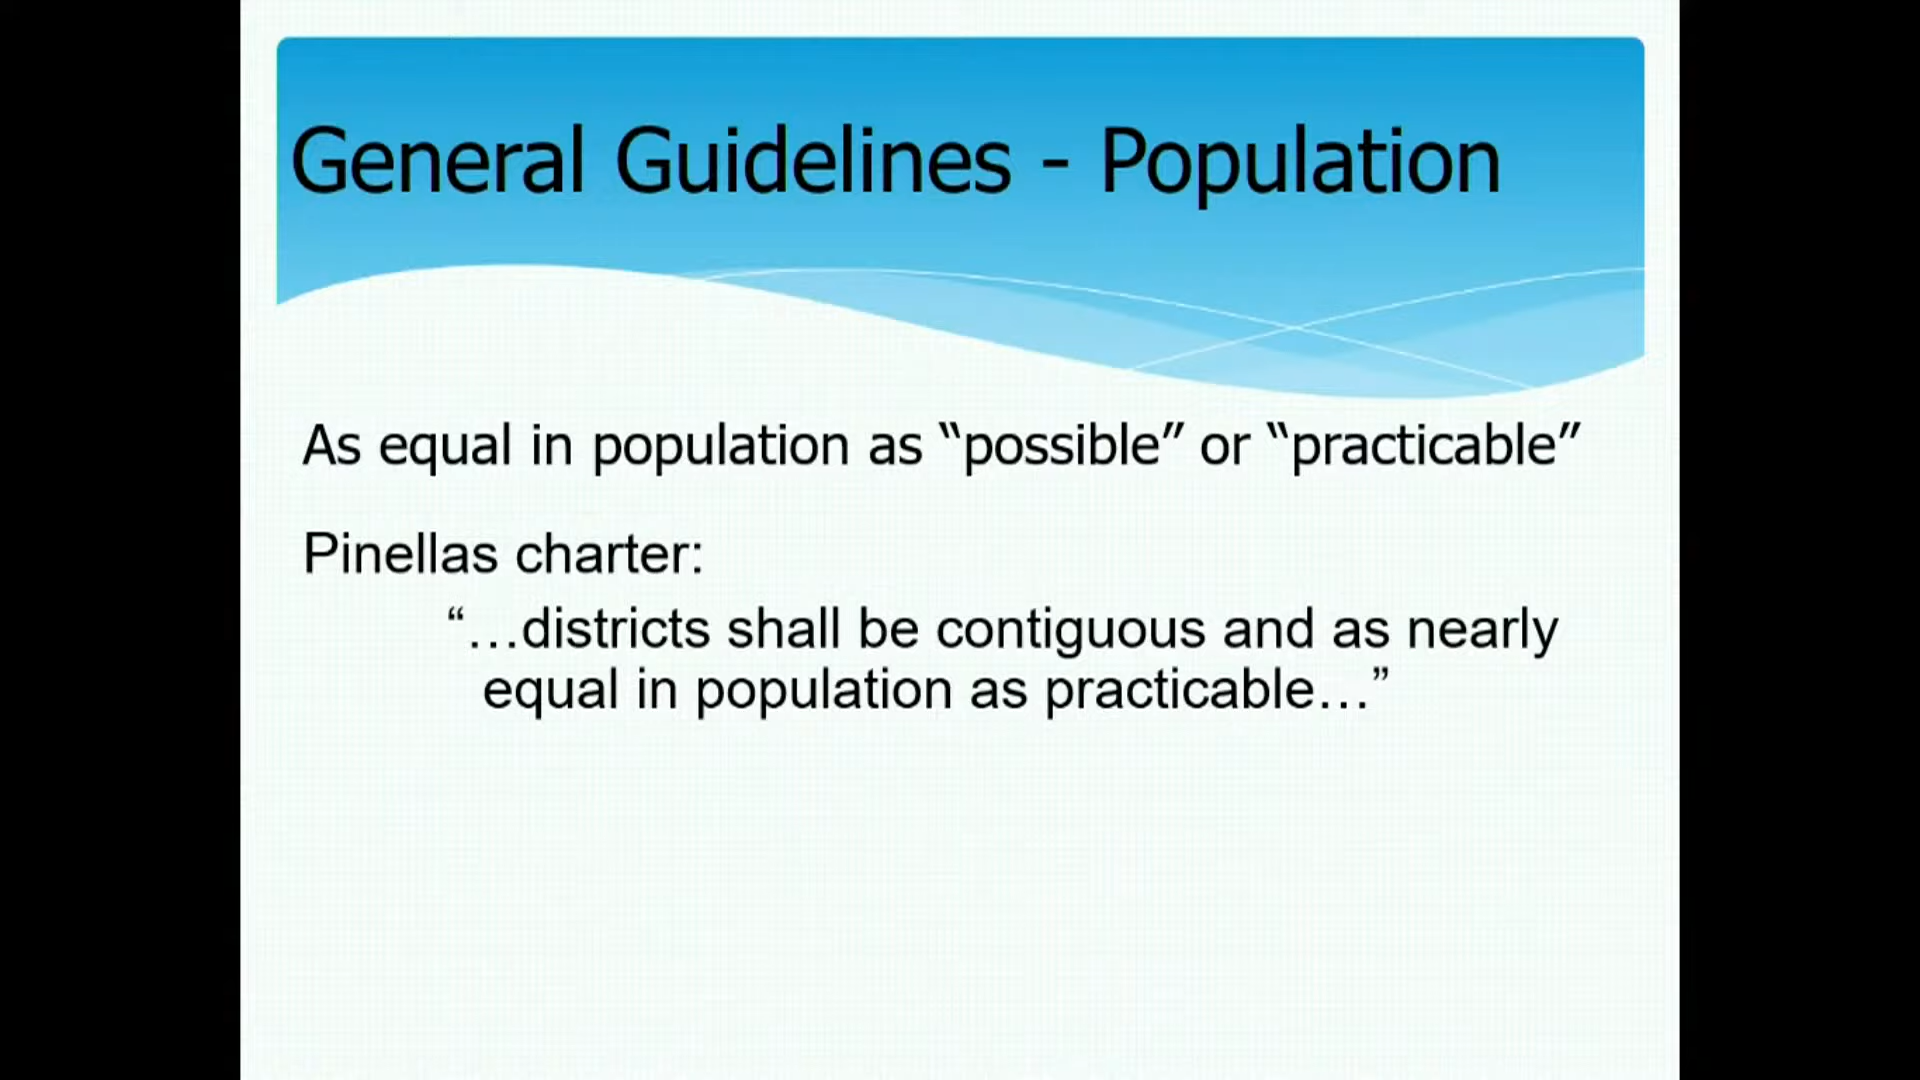 General Guidelines - Population
As equal in population as “possible” or “practicable”
Pinellas charter:
“…districts shall be contiguous and as nearly
equal in population as practicable…”